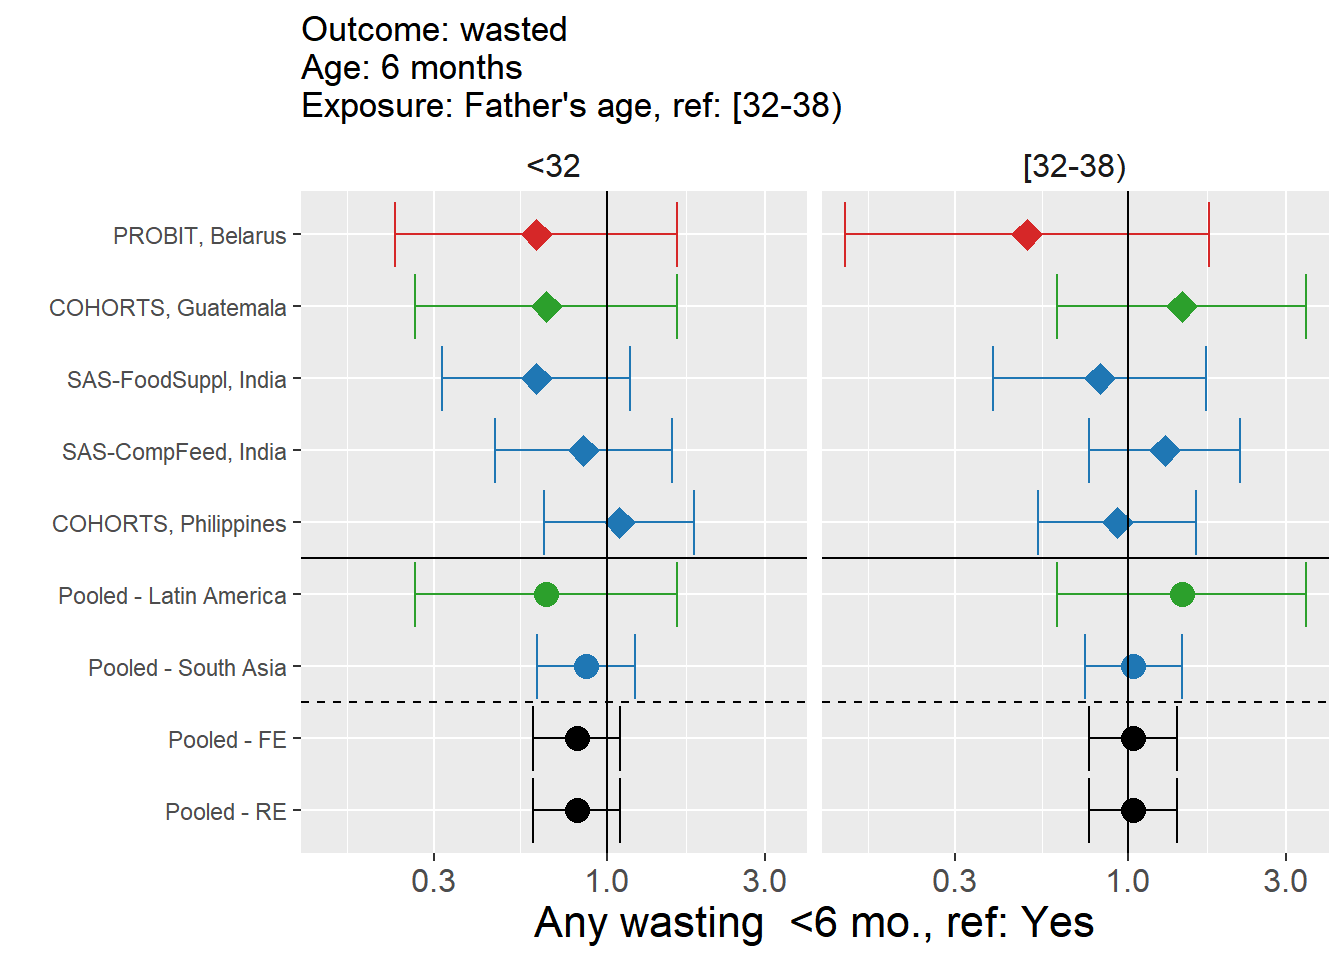 Outcome: wasted
Age: 6 months
Exposure: Father's age, ref: [32-38)
<32
[32-38)
PROBIT, Belarus
COHORTS, Guatemala
SAS-FoodSuppl, India
SAS-CompFeed, India
COHORTS, Philippines
Pooled - Latin America
Pooled - South Asia
Pooled - FE
Pooled - RE
0.3 1.0 3.0 0.3 1.0 3.0
Any wasting  <6 mo., ref: Yes